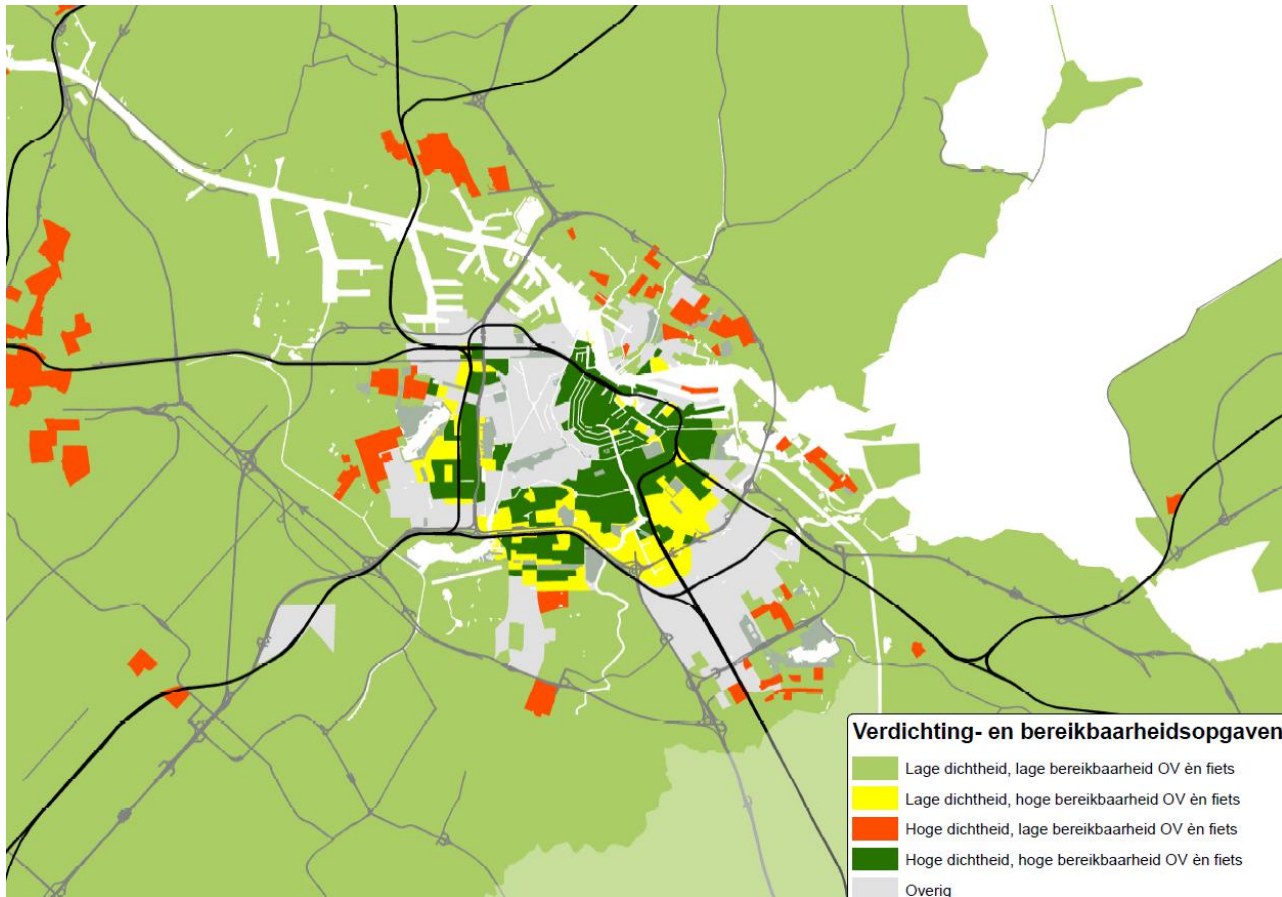 Verdichting- en bereikbaarheidsopgaven
Lage dichtheid, lage bereikbaarheid OV èn fiets
Lage dichtheid, hoge bereikbaarheid OV èn fiets
Hoge dichtheid, lage bereikbaarheid OV èn fiets
Hoge dichtheid, hoge bereikbaarheid OV èn fiets
Overig